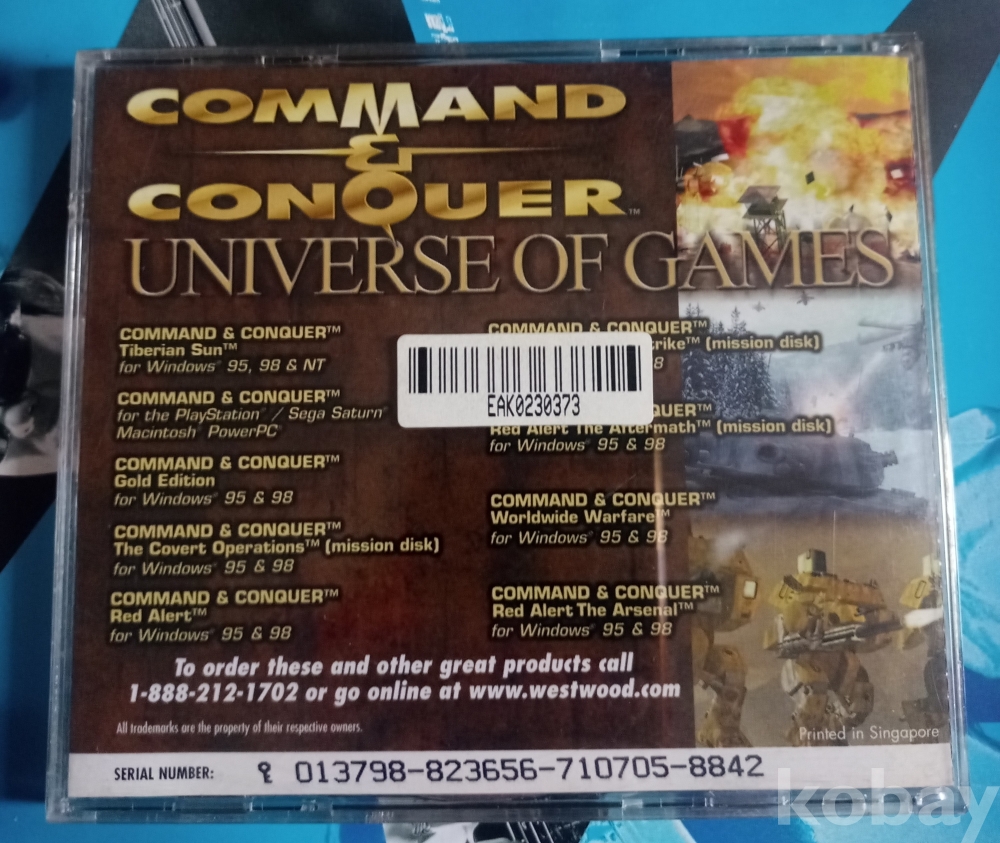 COMMAND
&
CONQUER™
UNIVERSE OF GAMES
COMMAND & CONQUER™
Tiberian Sun™
for Windows® 95, 98 & NT
COMMAND & CONQUER™
for the PlayStation® / Sega Saturn®
Macintosh® PowerPC®
COMMAND & CONQUER™
Gold Edition
for Windows® 95 & 98
COMMAND & CONQUER™
The Covert Operations™ (mission disk)
for Windows® 95 & 98
COMMAND & CONQUER™
Red Alert™
for Windows® 95 & 98
COMMAND & CONQUER™
trike™ (mission disk)
8
EAK0230373
QUER™
Red Alert The Aftermath™ (mission disk)
for Windows® 95 & 98
COMMAND & CONQUER™
Worldwide Warfare™
for Windows® 95 & 98
COMMAND & CONQUER™
Red Alert The Arsenal™
for Windows® 95 & 98
To order these and other great products call
1-888-212-1702 or go online at www.westwood.com
All trademarks are the property of their respective owners.
Printed in Singapore
SERIAL NUMBER: 013798-823656-710705-8842
kobay